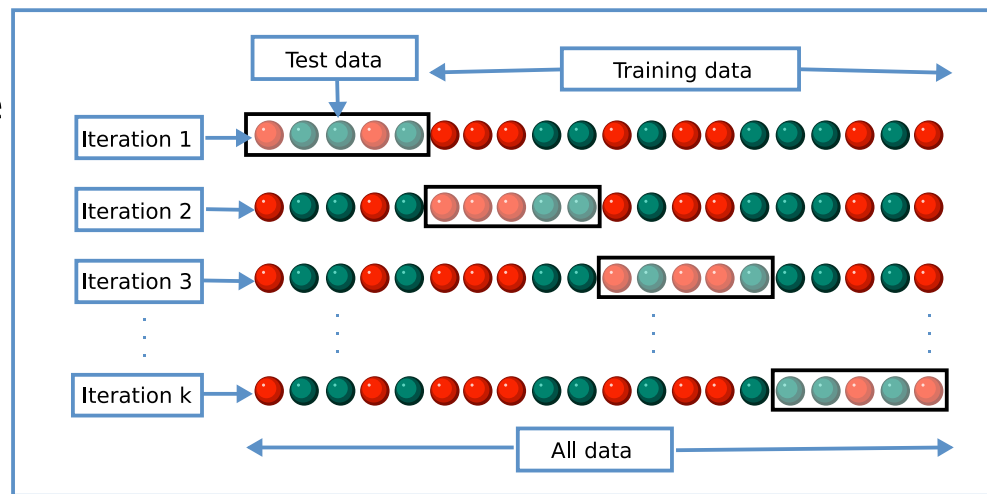 Test data
Training data
Iteration 1
Iteration 2
Iteration 3
Iteration k
All data